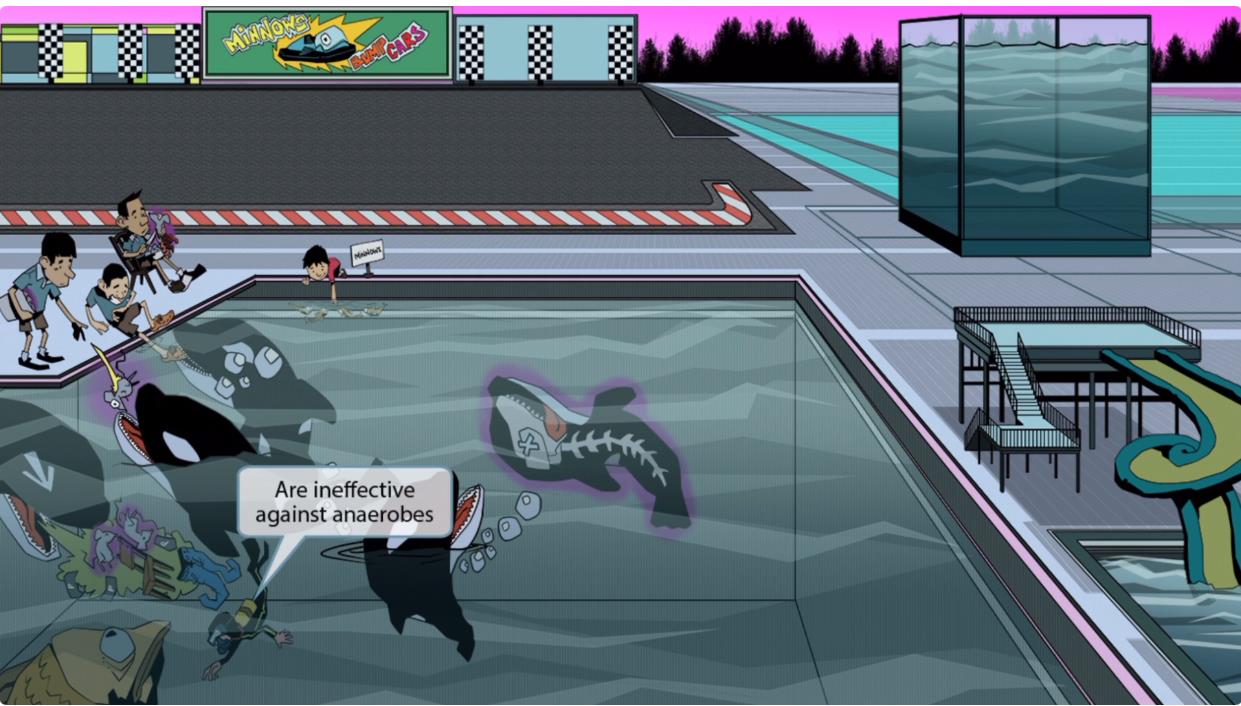 MiNNOWS'
BUMP
CARS
MiNNOWS
Are ineffective
against anaerobes